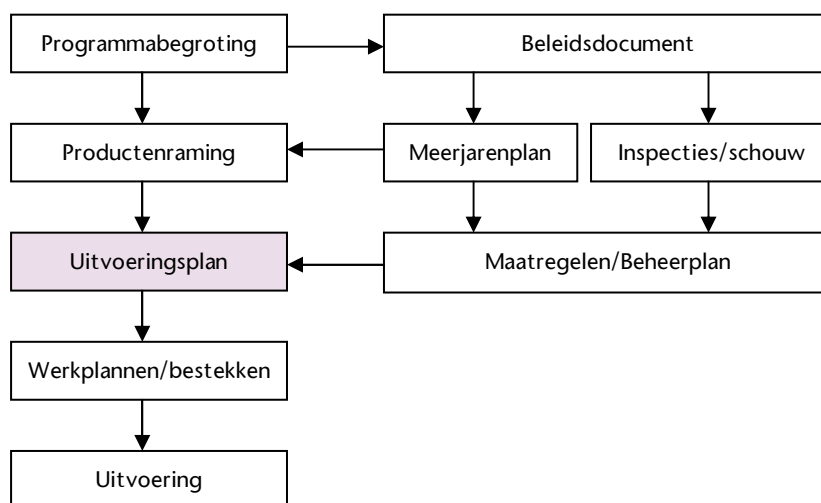 Programmabegroting
Beleidsdocument
Productenraming
Meerjarenplan
Inspecties/schouw
Uitvoeringsplan
Maatregelen/Beheerplan
Werkplannen/bestekken
Uitvoering